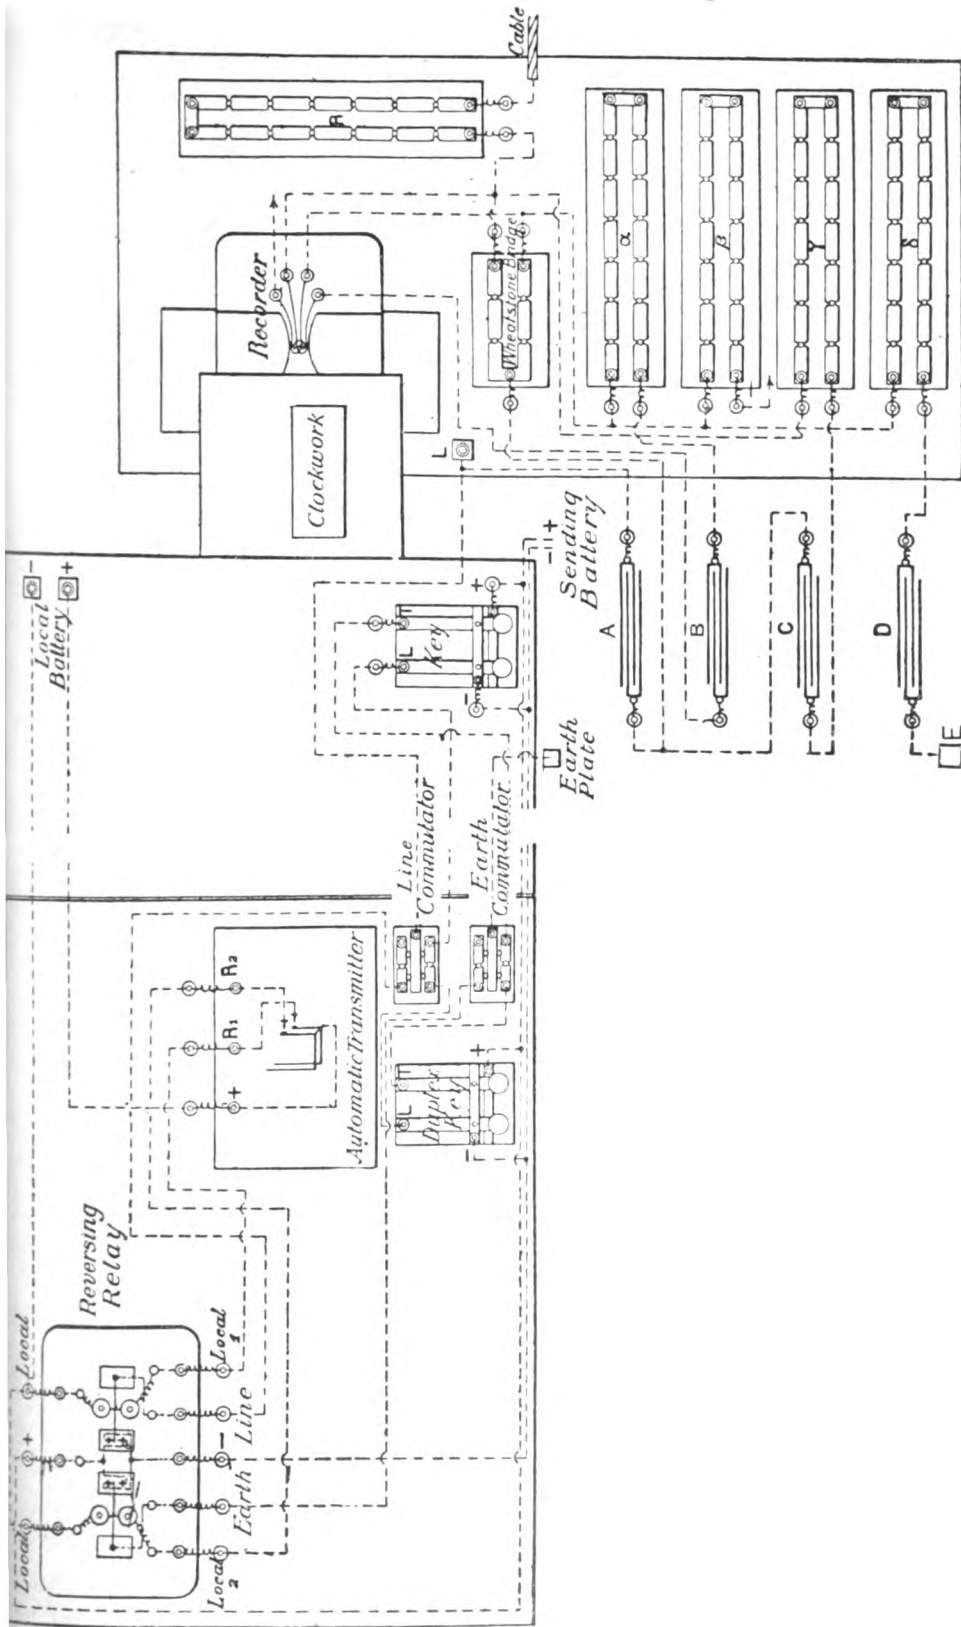 Cable
R
α
β
γ
δ
Wheatstone Bridge
Recorder
Clockwork
L
-
+
Local
Battery
Sending
Battery
+
-
A
B
C
D
E
L
T
Key
+
-
Earth
Plate
Line
Commutator
Earth
Commutator
Automatic Transmitter
R2
R1
+
L
T
Duplex
Key
+
-
Reversing
Relay
Local
+
Local
Local
1
Line
-
Earth
Local
2